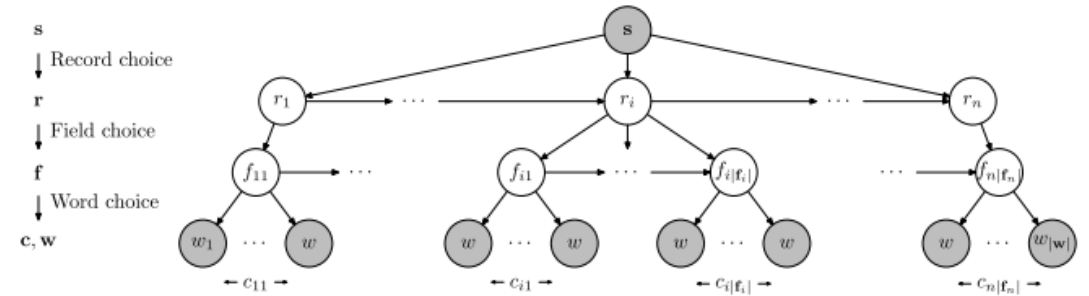 s
s
Record choice
r
r1 ··· ri ··· rn
Field choice
f
f11 ··· fi1 ··· fi|fi| ··· fn|fn|
Word choice
c, w
w1 ··· w w ··· w w ··· w w ··· w|w|
c11 ci1 ci|fi| cn|fn|